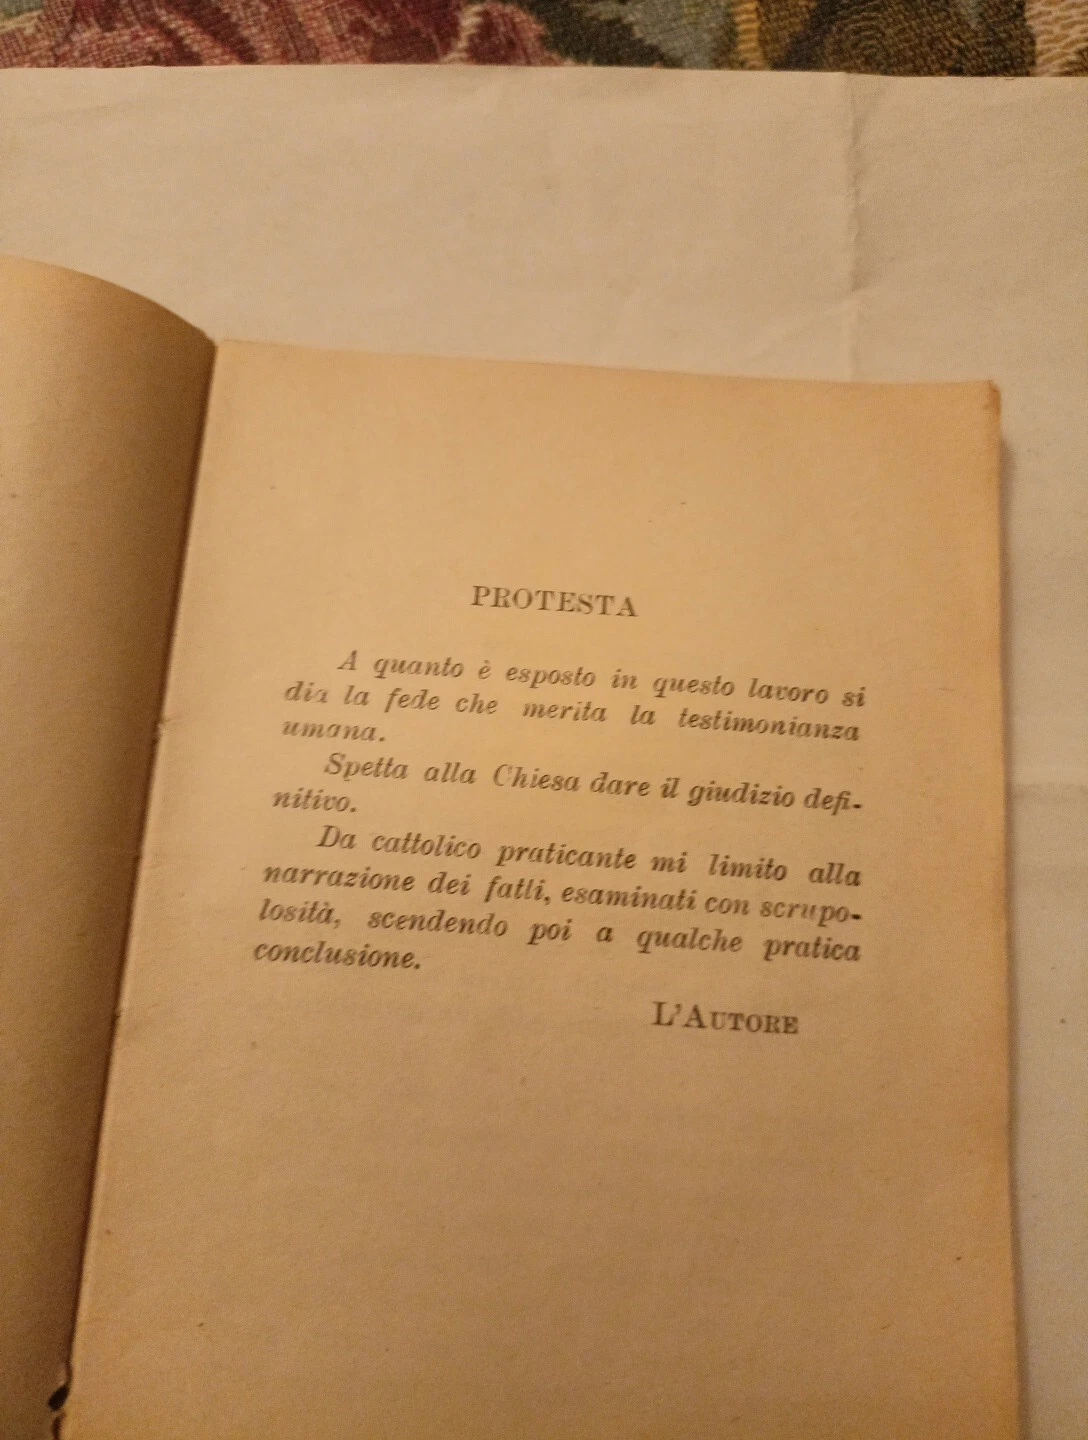 PROTESTA
A quanto è esposto in questo lavoro si
dia la fede che merita la testimonianza
umana.
Spetta alla Chiesa dare il giudizio defi-
nitivo.
Da cattolico praticante mi limito alla
narrazione dei fatti, esaminati con scrupo-
losità, scendendo poi a qualche pratica
conclusione.
L'AUTORE